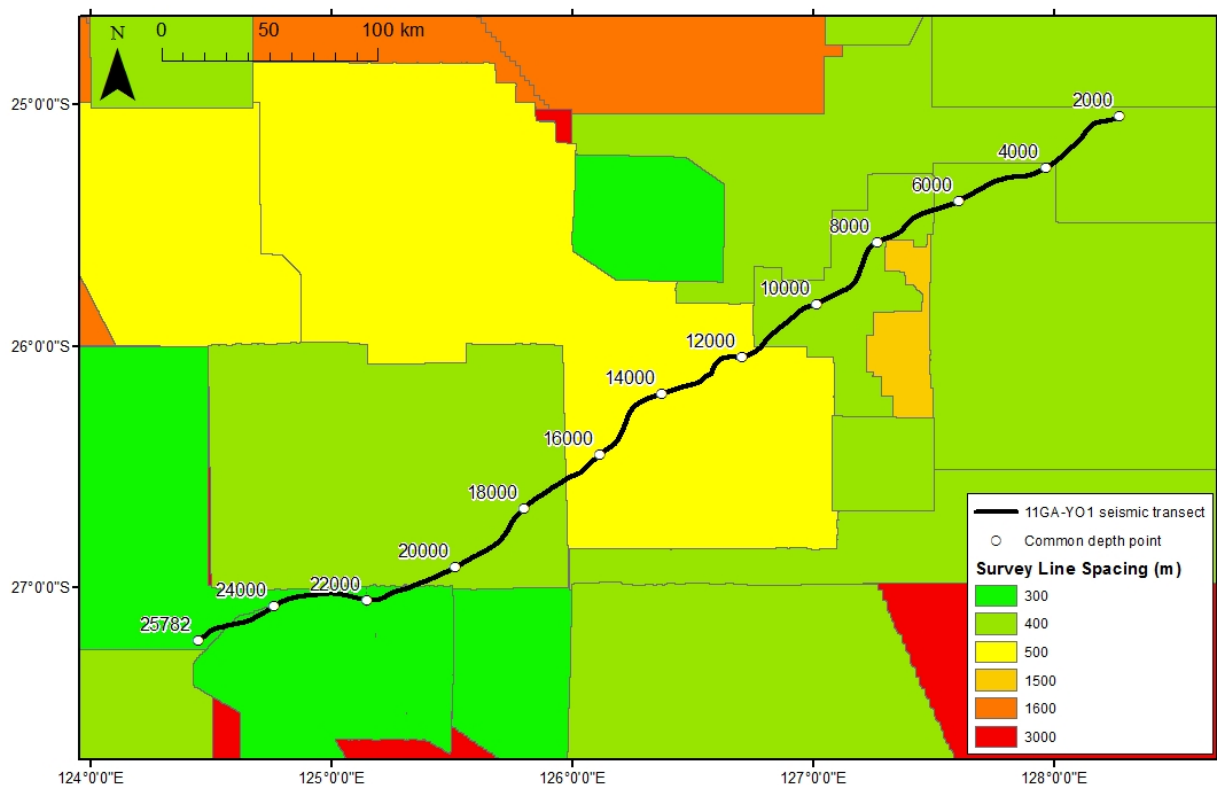 N
0 50 100 km
25°0'0"S
26°0'0"S
27°0'0"S
2000
4000
6000
8000
10000
12000
14000
16000
18000
20000
22000
24000
25782
11GA-YO1 seismic transect
Common depth point
Survey Line Spacing (m)
300
400
500
1500
1600
3000
124°0'0"E 125°0'0"E 126°0'0"E 127°0'0"E 128°0'0"E